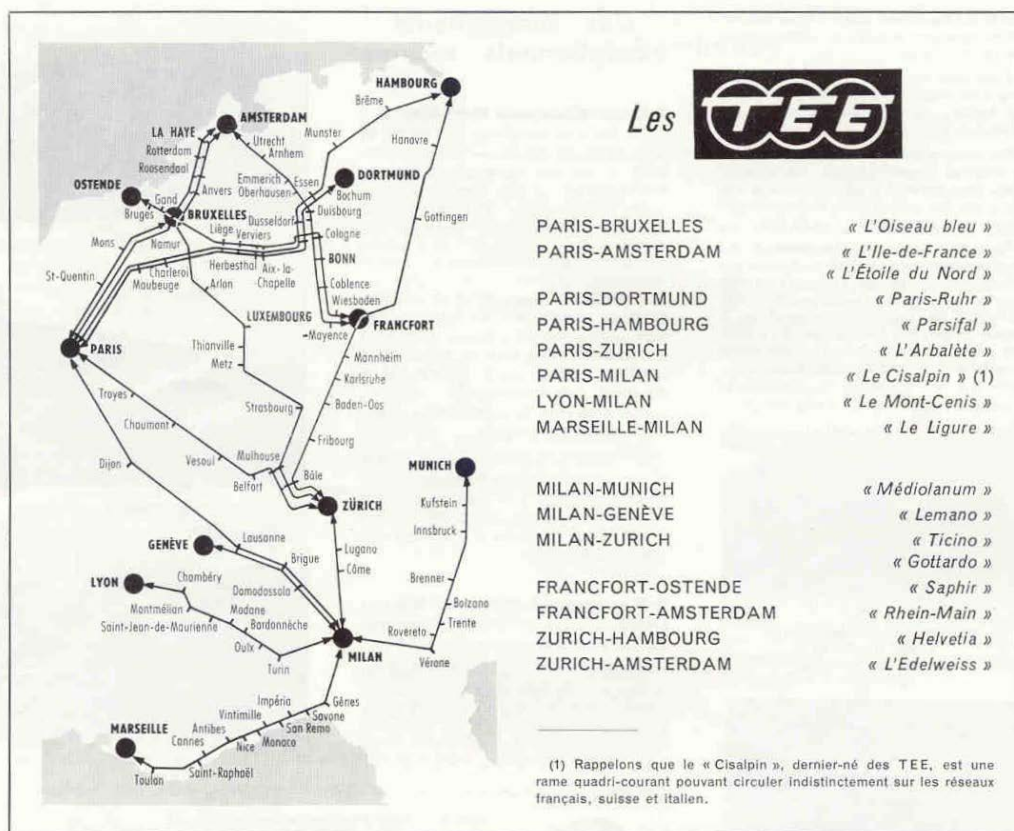 HAMBOURG
Brême
AMSTERDAM
LA HAYE
Utrecht
Munster
Hanovre
Rotterdam
Arnhem
Roosendaal
DORTMUND
OSTENDE
Emmerich
Essen
Oberhausen
Bochum
Gand
Anvers
Duisbourg
Bruges
BRUXELLES
Dusseldorf
Gottingen
Mons
Namur
Liège
Verviers
Cologne
BONN
St-Quentin
Charleroi
Maubeuge
Herbesthal
Aix-la-
Chapelle
Arlon
Coblence
Wiesbaden
LUXEMBOURG
FRANCFORT
Mayence
PARIS
Thionville
Mannheim
Metz
Karlsruhe
Troyes
Baden-Oos
Strasbourg
Chaumont
Fribourg
Dijon
Vesoul
Mulhouse
Bâle
MUNICH
Belfort
ZÜRICH
Kufstein
Innsbruck
GENÈVE
Lausanne
Lugano
Brigue
Côme
LYON
Chambéry
Domodossola
Brenner
Montmélian
Modane
Bolzano
Saint-Jean-de-Maurienne
Bardonnèche
Trente
Oulx
Rovereto
MILAN
Turin
Vérone
Impéria
Gênes
Vintimille
Savone
MARSEILLE
Antibes
San Remo
Cannes
Monaco
Nice
Saint-Raphaël
Toulon
Les TEE
PARIS-BRUXELLES « L'Oiseau bleu »
PARIS-AMSTERDAM « L'Ile-de-France »
« L'Étoile du Nord »
PARIS-DORTMUND « Paris-Ruhr »
PARIS-HAMBOURG « Parsifal »
PARIS-ZURICH « L'Arbalète »
PARIS-MILAN « Le Cisalpin » (1)
LYON-MILAN « Le Mont-Cenis »
MARSEILLE-MILAN « Le Ligure »
MILAN-MUNICH « Médiolanum »
MILAN-GENÈVE « Lemano »
MILAN-ZURICH « Ticino »
« Gottardo »
FRANCFORT-OSTENDE « Saphir »
FRANCFORT-AMSTERDAM « Rhein-Main »
ZURICH-HAMBOURG « Helvetia »
ZURICH-AMSTERDAM « L'Edelweiss »
(1) Rappelons que le « Cisalpin », dernier-né des TEE, est une
rame quadri-courant pouvant circuler indistinctement sur les réseaux
français, suisse et italien.